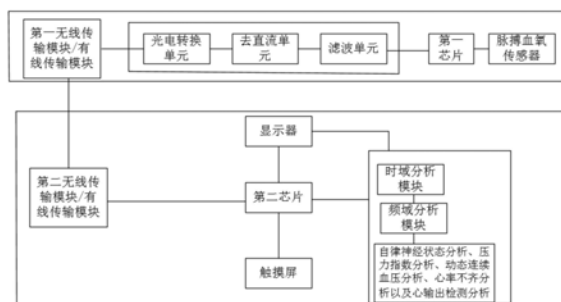 第一无线传
输模块/有
线传输模块
光电转换
单元
去直流单
元
滤波单元
第一
芯片
脉搏血氧
传感器
显示器
第二无线传
输模块/有
线传输模块
第二芯片
触摸屏
时域分析
模块
频域分析
模块
自律神经状态分析、压
力指数分析、动态连续
血压分析、心率不齐分
析以及心输出检测分析